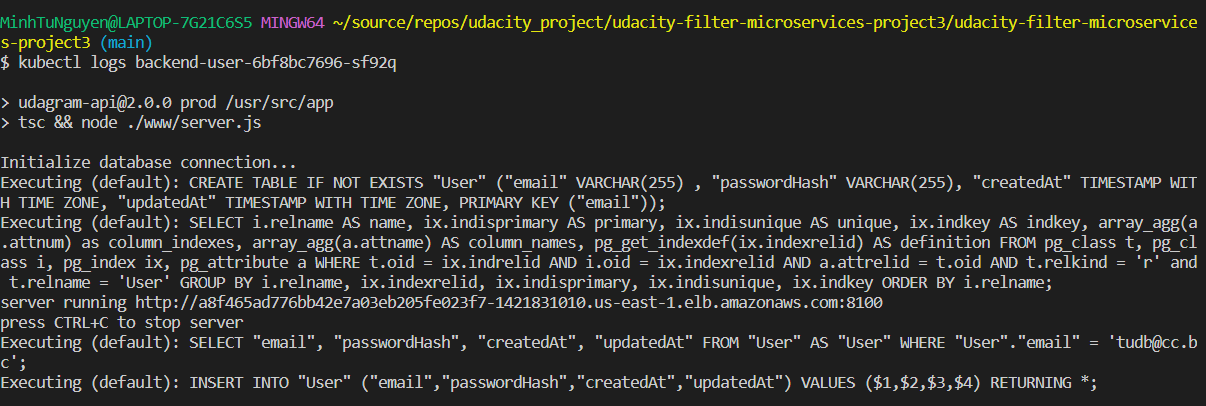 MinhTuNguyen@LAPTOP-7G21C6S5 MINGW64 ~/source/repos/udacity_project/udacity-filter-microservices-project3/udacity-filter-microservice
s-project3 (main)
$ kubectl logs backend-user-6bf8bc7696-sf92q
> udagram-api@2.0.0 prod /usr/src/app
> tsc && node ./www/server.js
Initialize database connection...
Executing (default): CREATE TABLE IF NOT EXISTS "User" ("email" VARCHAR(255) , "passwordHash" VARCHAR(255), "createdAt" TIMESTAMP WIT
H TIME ZONE, "updatedAt" TIMESTAMP WITH TIME ZONE, PRIMARY KEY ("email"));
Executing (default): SELECT i.relname AS name, ix.indisprimary AS primary, ix.indisunique AS unique, ix.indkey AS indkey, array_agg(a
.attnum) as column_indexes, array_agg(a.attname) AS column_names, pg_get_indexdef(ix.indexrelid) AS definition FROM pg_class t, pg_cl
ass i, pg_index ix, pg_attribute a WHERE t.oid = ix.indrelid AND i.oid = ix.indexrelid AND a.attrelid = t.oid AND t.relkind = 'r' and
 t.relname = 'User' GROUP BY i.relname, ix.indexrelid, ix.indisprimary, ix.indisunique, ix.indkey ORDER BY i.relname;
server running http://a8f465ad776bb42e7a03eb205fe023f7-1421831010.us-east-1.elb.amazonaws.com:8100
press CTRL+C to stop server
Executing (default): SELECT "email", "passwordHash", "createdAt", "updatedAt" FROM "User" AS "User" WHERE "User"."email" = 'tudb@cc.b
c';
Executing (default): INSERT INTO "User" ("email","passwordHash","createdAt","updatedAt") VALUES ($1,$2,$3,$4) RETURNING *;